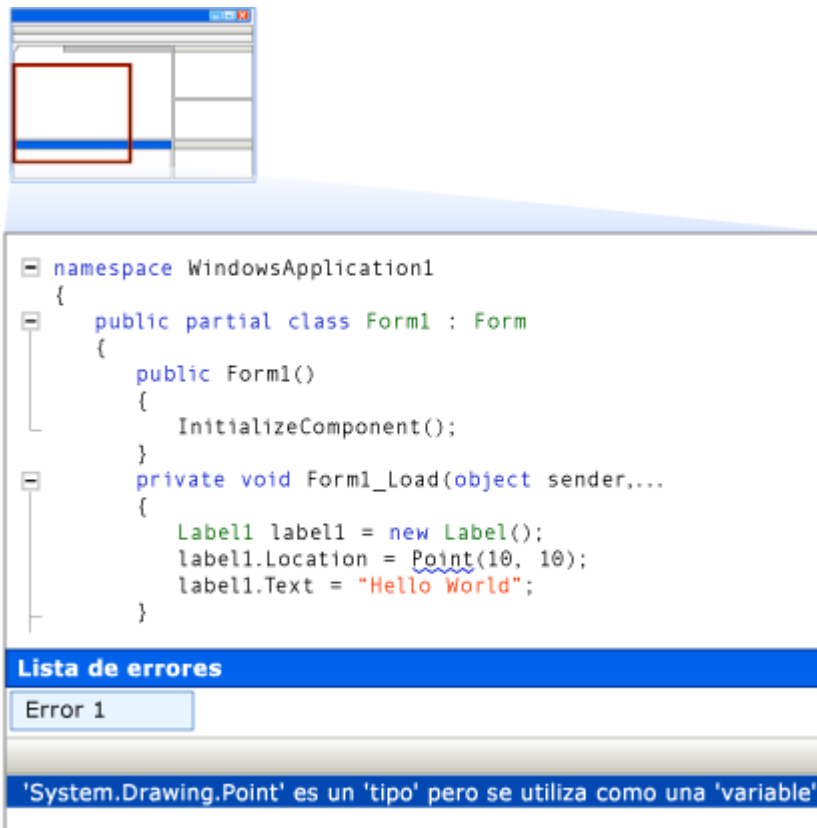 namespace WindowsApplication1
{
public partial class Form1 : Form
{
public Form1()
{
InitializeComponent();
}
private void Form1_Load(object sender,...
{
Label1 label1 = new Label();
label1.Location = Point(10, 10);
label1.Text = "Hello World";
}
Lista de errores
Error 1
'System.Drawing.Point' es un 'tipo' pero se utiliza como una 'variable'